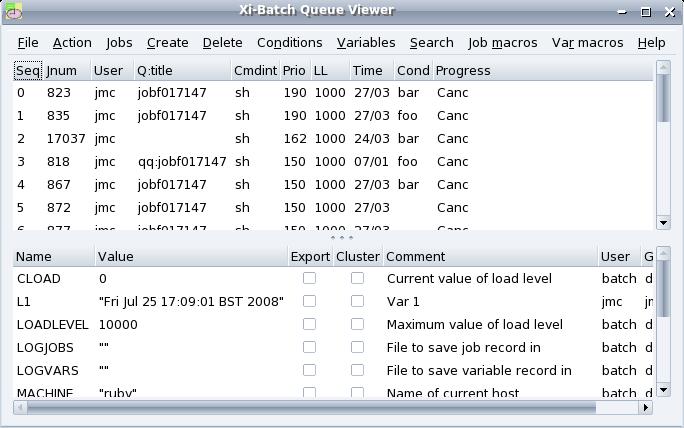 Xi-Batch Queue Viewer
File Action Jobs Create Delete Conditions Variables Search Job macros Var macros Help
Seq Jnum User Q:title Cmdint Prio LL Time Cond Progress
0 823 jmc jobf017147 sh 190 1000 27/03 bar Canc
1 835 jmc jobf017147 sh 190 1000 27/03 foo Canc
2 17037 jmc sh 162 1000 24/03 bar Canc
3 818 jmc qq:jobf017147 sh 150 1000 07/01 foo Canc
4 867 jmc jobf017147 sh 150 1000 27/03 bar Canc
5 872 jmc jobf017147 sh 150 1000 27/03 Canc
6 877 jmc jobf017147 sh 150 1000 27/03 Canc
Name Value Export Cluster Comment User G
CLOAD 0 Current value of load level batch d
L1 "Fri Jul 25 17:09:01 BST 2008" Var 1 jmc jr
LOADLEVEL 10000 Maximum value of load level batch d
LOGJOBS "" File to save job record in batch d
LOGVARS "" File to save variable record in batch d
MACHINE "ruby" Name of current host batch d